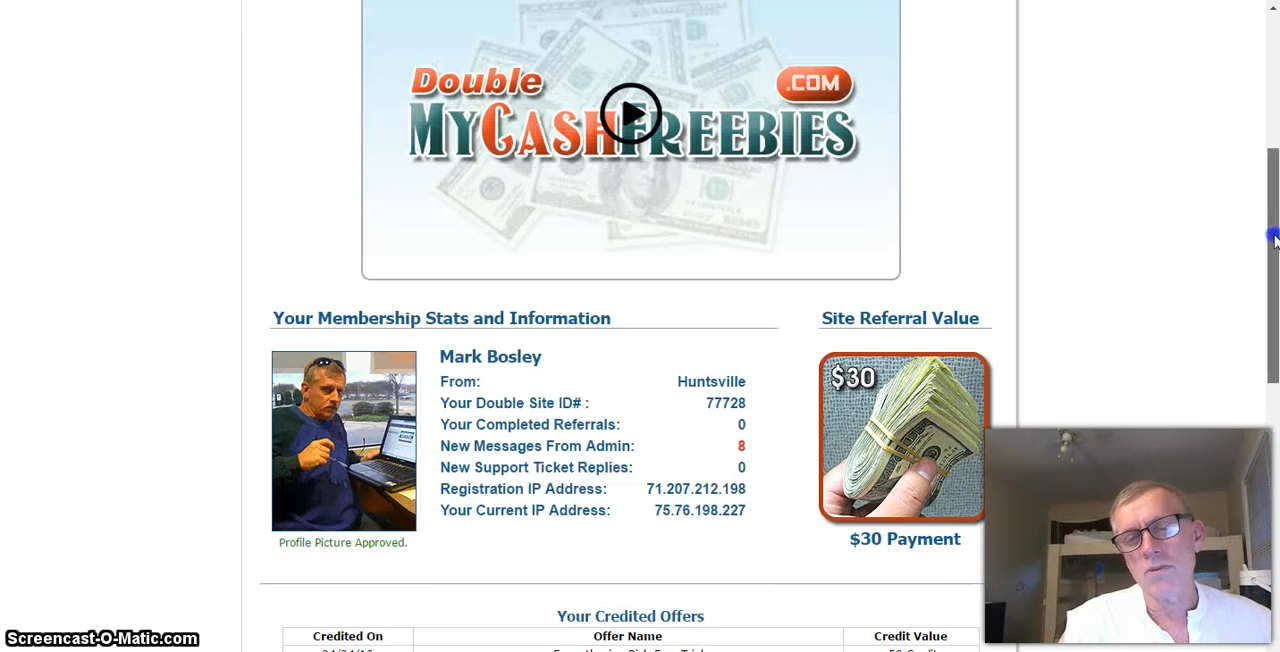 Double
.COM
MYCASHFREEBIES
Your Membership Stats and Information
Site Referral Value
Mark Bosley
From: Huntsville
Your Double Site ID# : 77728
Your Completed Referrals: 0
New Messages From Admin: 8
New Support Ticket Replies: 0
Registration IP Address: 71.207.212.198
Your Current IP Address: 75.76.198.227
$30
Profile Picture Approved.
$30 Payment
Your Credited Offers
Credited On Offer Name Credit Value
Screencast-O-Matic.com